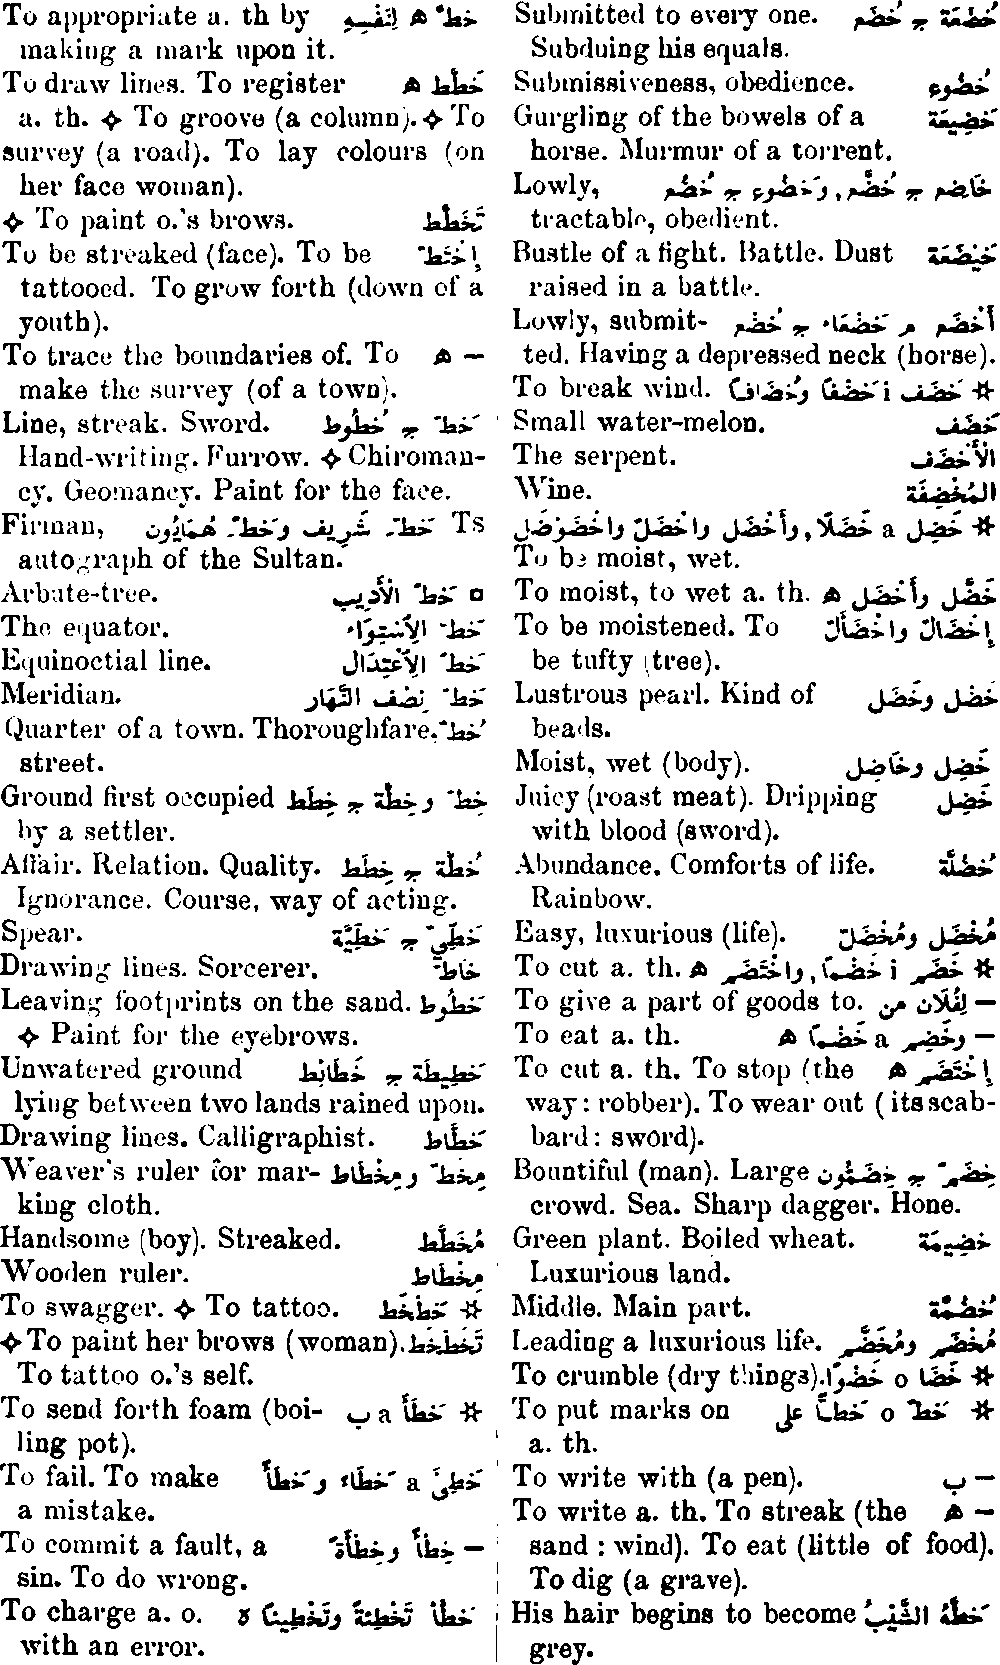 Submitted to every one. خُضَعَة ج خُضَع
Subduing his equals.
Submissiveness, obedience. خُضُوع
Gurgling of the bowels of a خَضِيعَة
horse. Murmur of a torrent.
Lowly, خَاضِع ج خُضَّع, وخَضُوع ج خُضُع
tractable, obedient.
Bustle of a fight. Battle. Dust خَيْضَعَة
raised in a battle.
Lowly, submit- أَخْضَع م خَضْعَاء ج خُضْع
ted. Having a depressed neck (horse).
To break wind. ✲ خَضَف i خَضْفًا وخُضَافًا
Small water-melon. خَضَف
The serpent. الأَخْضَف
Wine. المُخْضِفَة
✲ خَضِل a خَضَلًا, وأَخْضَل واخْضَلّ واخْضَوْضَل
To be moist, wet.
To moist, to wet a. th. خَضَّل وأَخْضَل ه
To be moistened. To إِخْضَالّ واخْضَأَلّ
be tufty (tree).
Lustrous pearl. Kind of خَضْل وخَضَل
beads.
Moist, wet (body). خَضِل وخَاضِل
Juicy (roast meat). Dripping خَضِل
with blood (sword).
Abundance. Comforts of life. خُضُلَّة
Rainbow.
Easy, luxurious (life). مُخْضَل ومُخْضَلّ
To cut a. th. ✲ خَضَم i خَضْمًا, واخْتَضَم ه
To give a part of goods to. — لِفُلَان من
To eat a. th. — وخَضِم a خَضْمًا ه
To cut a. th. To stop (the إِخْتَضَم ه
way : robber). To wear out (its scab-
bard : sword).
Bountiful (man). Large خِضَمّ ج خِضَمُّون
crowd. Sea. Sharp dagger. Hone.
Green plant. Boiled wheat. خَضِيمَة
Luxurious land.
Middle. Main part. خُضُمَّة
Leading a luxurious life. مُخْضَم ومُخَضَّم
To crumble (dry things). ✲ خَضَا o خَضْوًا
To put marks on ✲ خَطّ o خَطًّا على
a. th.
To write with (a pen). — ب
To write a. th. To streak (the — ه
sand : wind). To eat (little of food).
To dig (a grave).
His hair begins to become خَطَّهُ الشَّيْبُ
grey.
To appropriate a. th by خَطّ ه لِنَفْسِهِ
making a mark upon it.
To draw lines. To register خَطَّط ه
a. th. ✧ To groove (a column). ✧ To
survey (a road). To lay colours (on
her face woman).
✧ To paint o.'s brows. تَخَطَّط
To be streaked (face). To be إِخْتَطّ
tattooed. To grow forth (down of a
youth).
To trace the boundaries of. To — ه
make the survey (of a town).
Line, streak. Sword. خَطّ ج خُطُوط
Hand-writing. Furrow. ✧ Chiroman-
cy. Geomancy. Paint for the face.
Firman, خَطّ شَرِيف وخَطّ هُمَايُون Ts
autograph of the Sultan.
Arbute-tree. □ خَطّ الأَدِيب
The equator. خَطّ الِٱسْتِوَاء
Equinoctial line. خَطّ الِٱعْتِدَال
Meridian. خَطّ نِصْف النَّهَار
Quarter of a town. Thoroughfare. خُطّ
street.
Ground first occupied خِطّ وخِطَّة ج خِطَط
by a settler.
Affair. Relation. Quality. خُطَّة ج خِطَط
Ignorance. Course, way of acting.
Spear. خَطِّيّ ج خَطِّيَّة
Drawing lines. Sorcerer. خَاطّ
Leaving footprints on the sand. خَطُوط
✧ Paint for the eyebrows.
Unwatered ground خَطِيطَة ج خَطَائِط
lying between two lands rained upon.
Drawing lines. Calligraphist. خَطَّاط
Weaver's ruler for mar- مِخَطّ ومِخْطَاط
king cloth.
Handsome (boy). Streaked. مُخَطَّط
Wooden ruler. مِخْطَاط
To swagger. ✧ To tattoo. ✲ خَطْخَط
✧ To paint her brows (woman). تَخَطْخَط
To tattoo o.'s self.
To send forth foam (boi- ✲ خَطَأ a ب
ling pot).
To fail. To make خَطِئَ a خَطَاء وخَطَأ
a mistake.
To commit a fault, a — خِطْأً وخِطْأَةً
sin. To do wrong.
To charge a. o. خَطَّأ تَخْطِئَةً وتَخْطِيئًا ه
with an error.